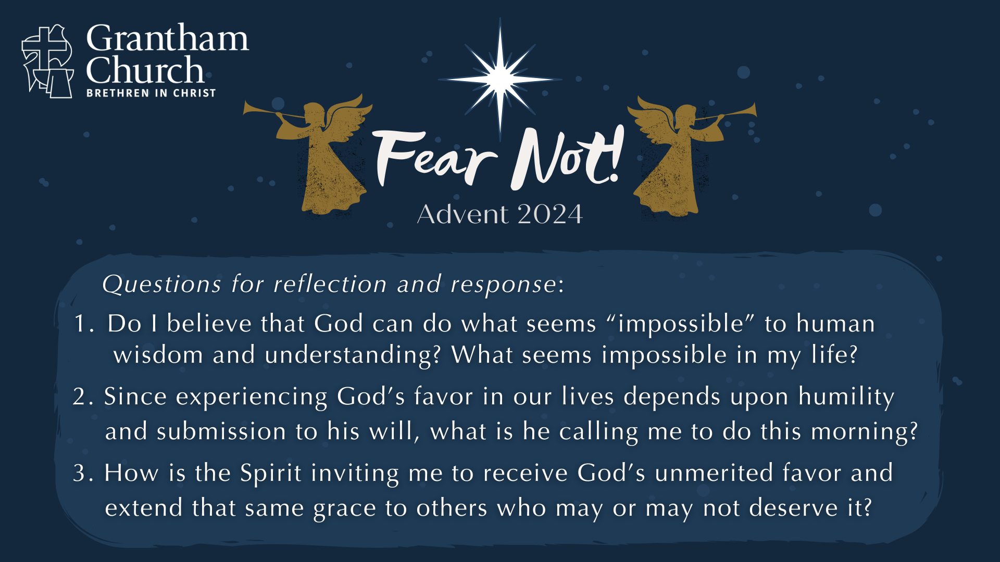 Grantham
Church
BRETHREN IN CHRIST
Fear Not!
Advent 2024
Questions for reflection and response:
1. Do I believe that God can do what seems “impossible” to human
wisdom and understanding? What seems impossible in my life?
2. Since experiencing God’s favor in our lives depends upon humility
and submission to his will, what is he calling me to do this morning?
3. How is the Spirit inviting me to receive God’s unmerited favor and
extend that same grace to others who may or may not deserve it?